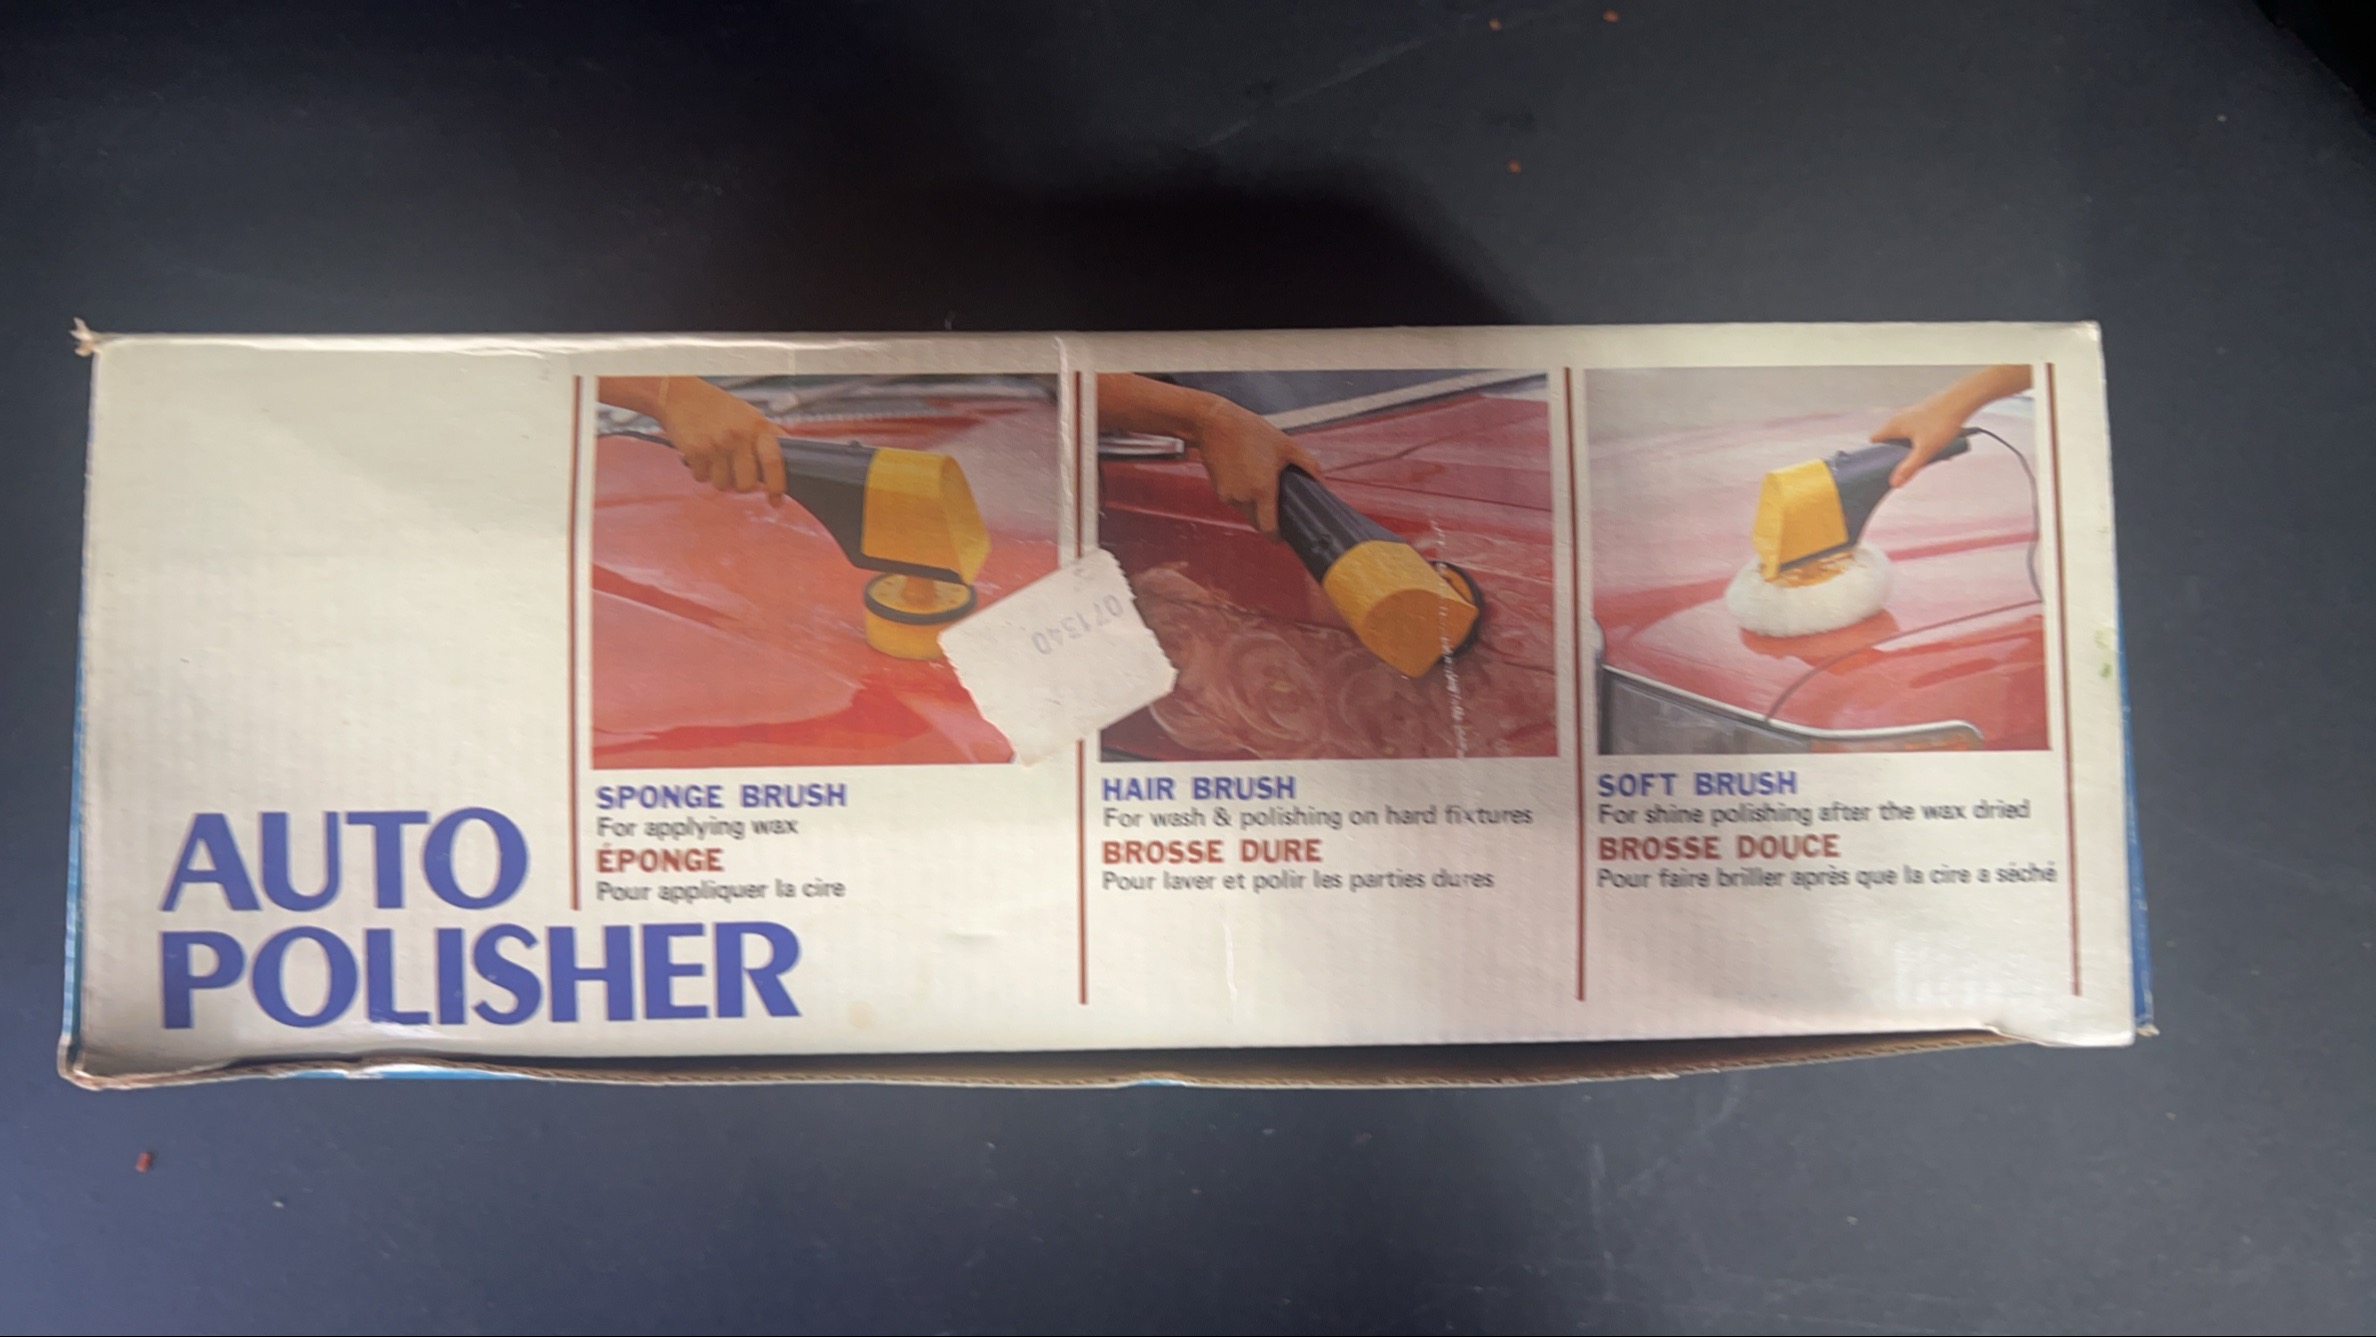 AUTO
POLISHER
SPONGE BRUSH
For applying wax
ÉPONGE
Pour appliquer la cire
HAIR BRUSH
For wash & polishing on hard fixtures
BROSSE DURE
Pour laver et polir les parties dures
SOFT BRUSH
For shine polishing after the wax dried
BROSSE DOUCE
Pour faire briller après que la cire a séché
071340